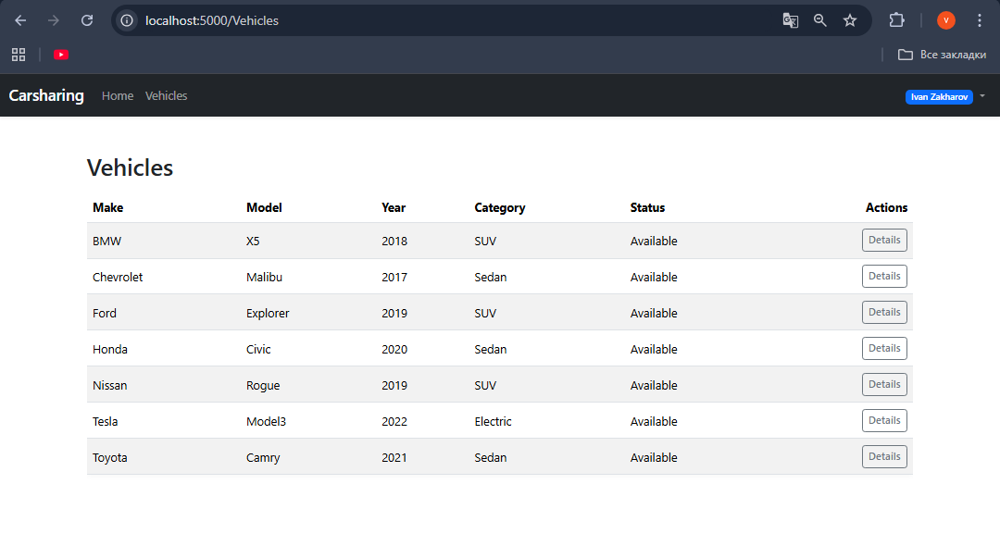 localhost:5000/Vehicles
V
Все закладки
Carsharing Home Vehicles Ivan Zakharov
Vehicles
Make Model Year Category Status Actions
BMW X5 2018 SUV Available Details
Chevrolet Malibu 2017 Sedan Available Details
Ford Explorer 2019 SUV Available Details
Honda Civic 2020 Sedan Available Details
Nissan Rogue 2019 SUV Available Details
Tesla Model3 2022 Electric Available Details
Toyota Camry 2021 Sedan Available Details